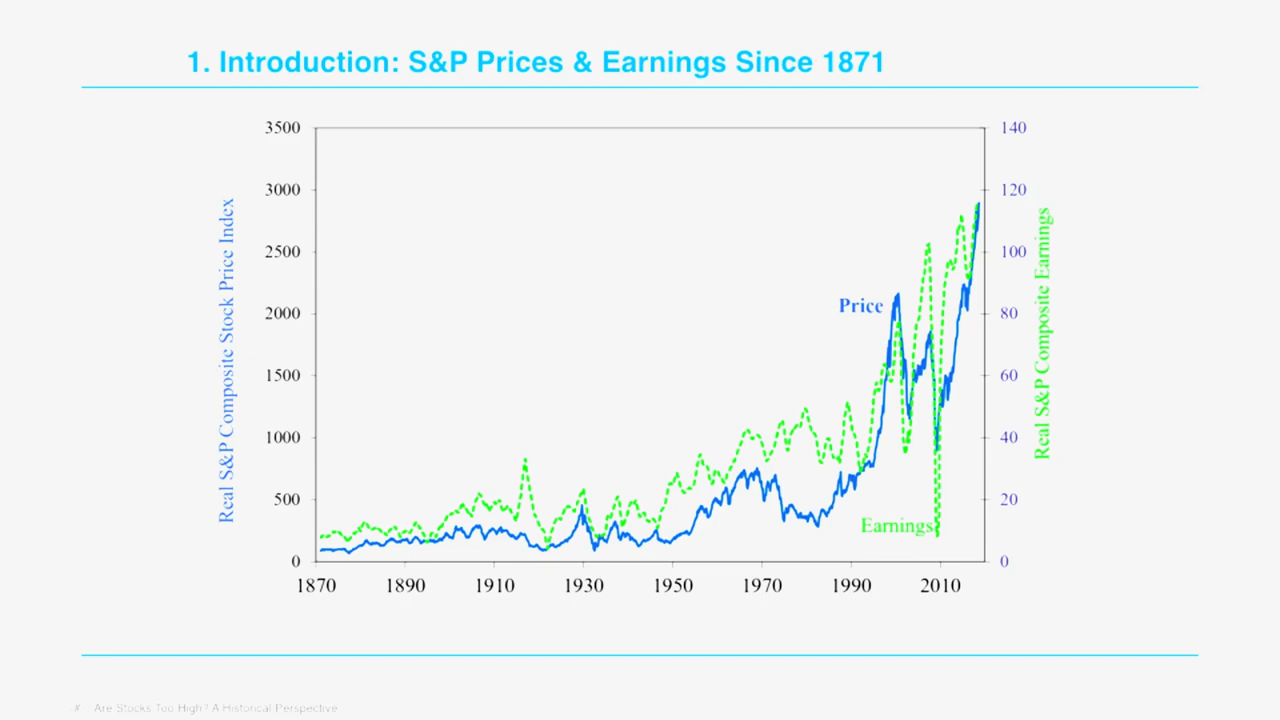 1. Introduction: S&P Prices & Earnings Since 1871
3500
3000
2500
2000
1500
1000
500
0
Real S&P Composite Stock Price Index
Price
Earnings
140
120
100
80
60
40
20
0
Real S&P Composite Earnings
1870 1890 1910 1930 1950 1970 1990 2010
# Are Stocks Too High? A Historical Perspective